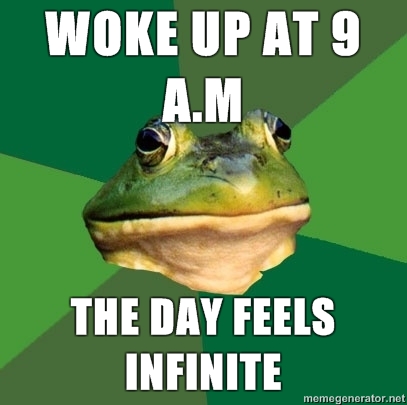 WOKE UP AT 9
A.M
THE DAY FEELS
INFINITE
memegenerator.net